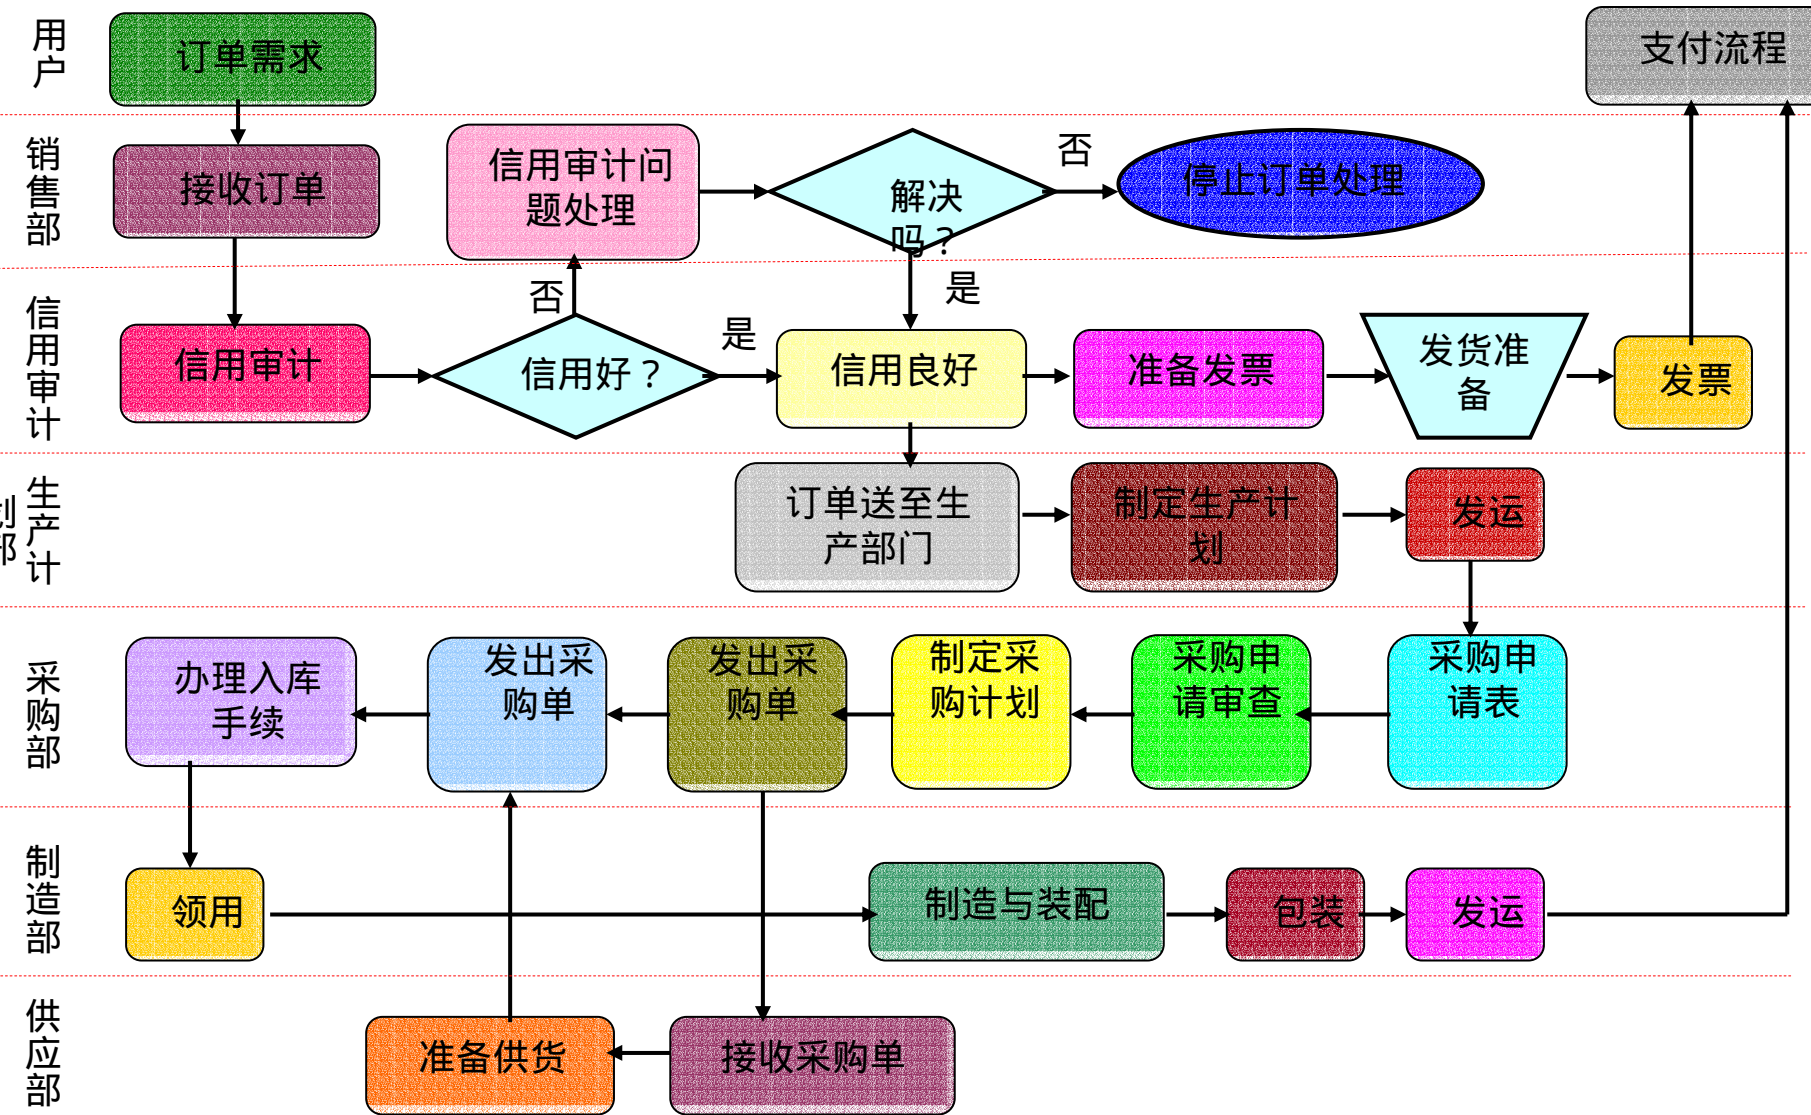 用户
订单需求
支付流程
销售部
接收订单
信用审计问
题处理
解决
吗？
否
停止订单处理
信用审计
信用审计
否
信用好？
是
是
信用良好
准备发票
发货准
备
发票
生产计
划部
订单送至生
产部门
制定生产计
划
发运
采购部
办理入库
手续
发出采
购单
发出采
购单
制定采
购计划
采购申
请审查
采购申
请表
制造部
领用
制造与装配
包装
发运
供应部
准备供货
接收采购单